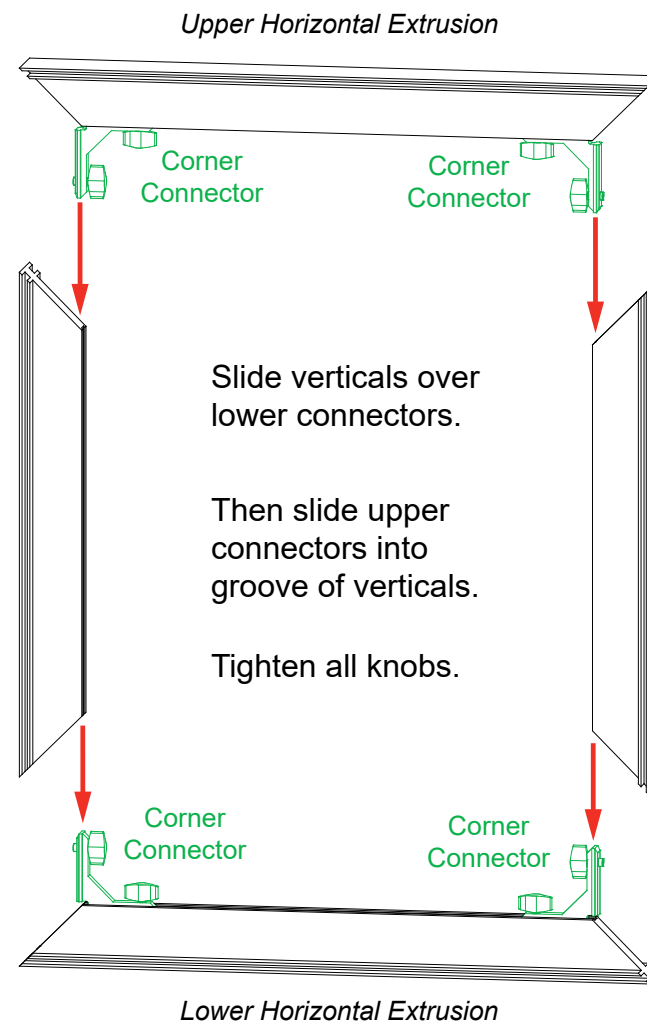 Upper Horizontal Extrusion
Corner
Connector
Corner
Connector
Slide verticals over
lower connectors.
Then slide upper
connectors into
groove of verticals.
Tighten all knobs.
Corner
Connector
Corner
Connector
Lower Horizontal Extrusion